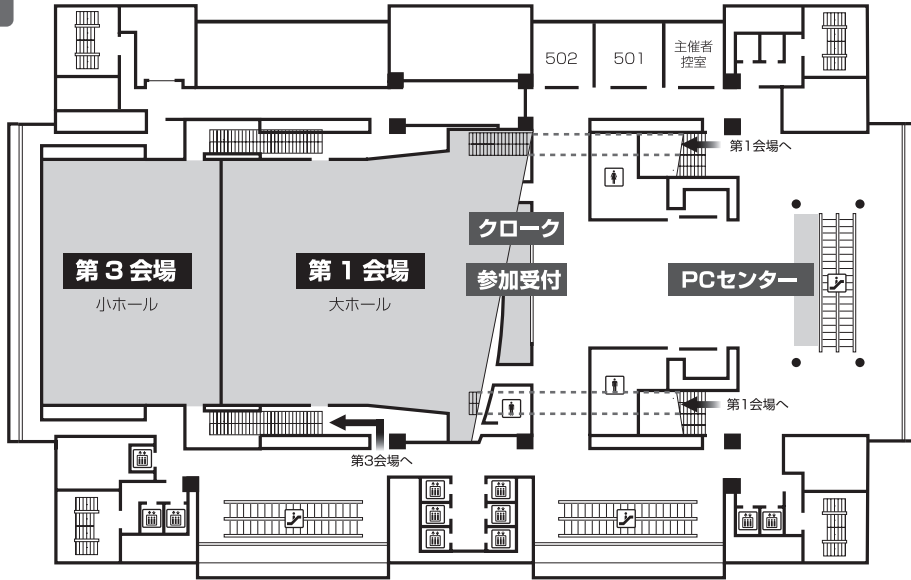 502
501
主催者
控室
第1会場へ
クローク
第3会場
小ホール
第1会場
大ホール
参加受付
PCセンター
第1会場へ
第3会場へ